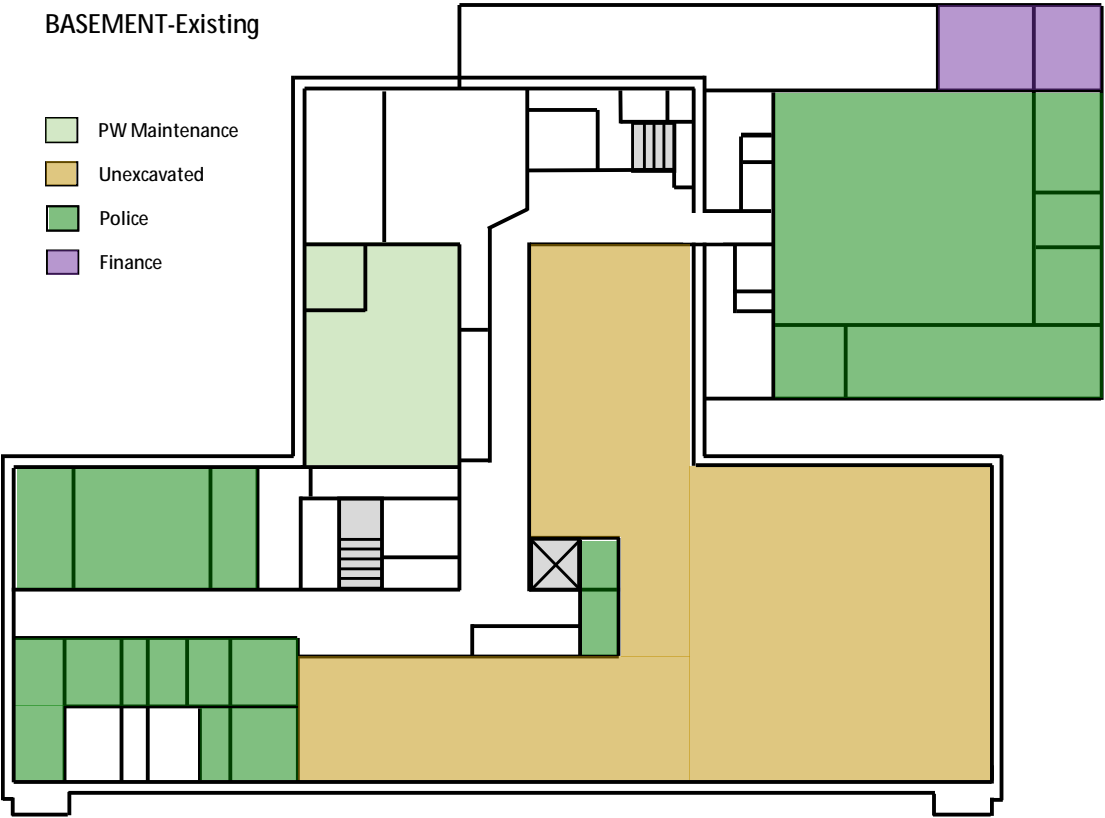 BASEMENT-Existing
PW Maintenance
Unexcavated
Police
Finance